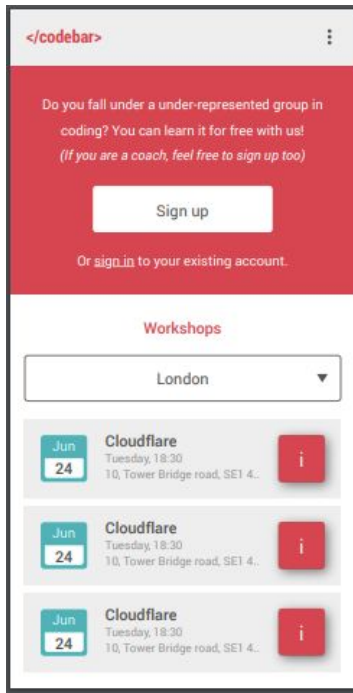 </codebar>
Do you fall under a under-represented group in
coding? You can learn it for free with us!
(If you are a coach, feel free to sign up too)
Sign up
Or sign in to your existing account.
Workshops
London
Jun
24
Cloudflare
Tuesday, 18:30
10, Tower Bridge road, SE1 4..
i
Jun
24
Cloudflare
Tuesday, 18:30
10, Tower Bridge road, SE1 4..
i
Jun
24
Cloudflare
Tuesday, 18:30
10, Tower Bridge road, SE1 4..
i